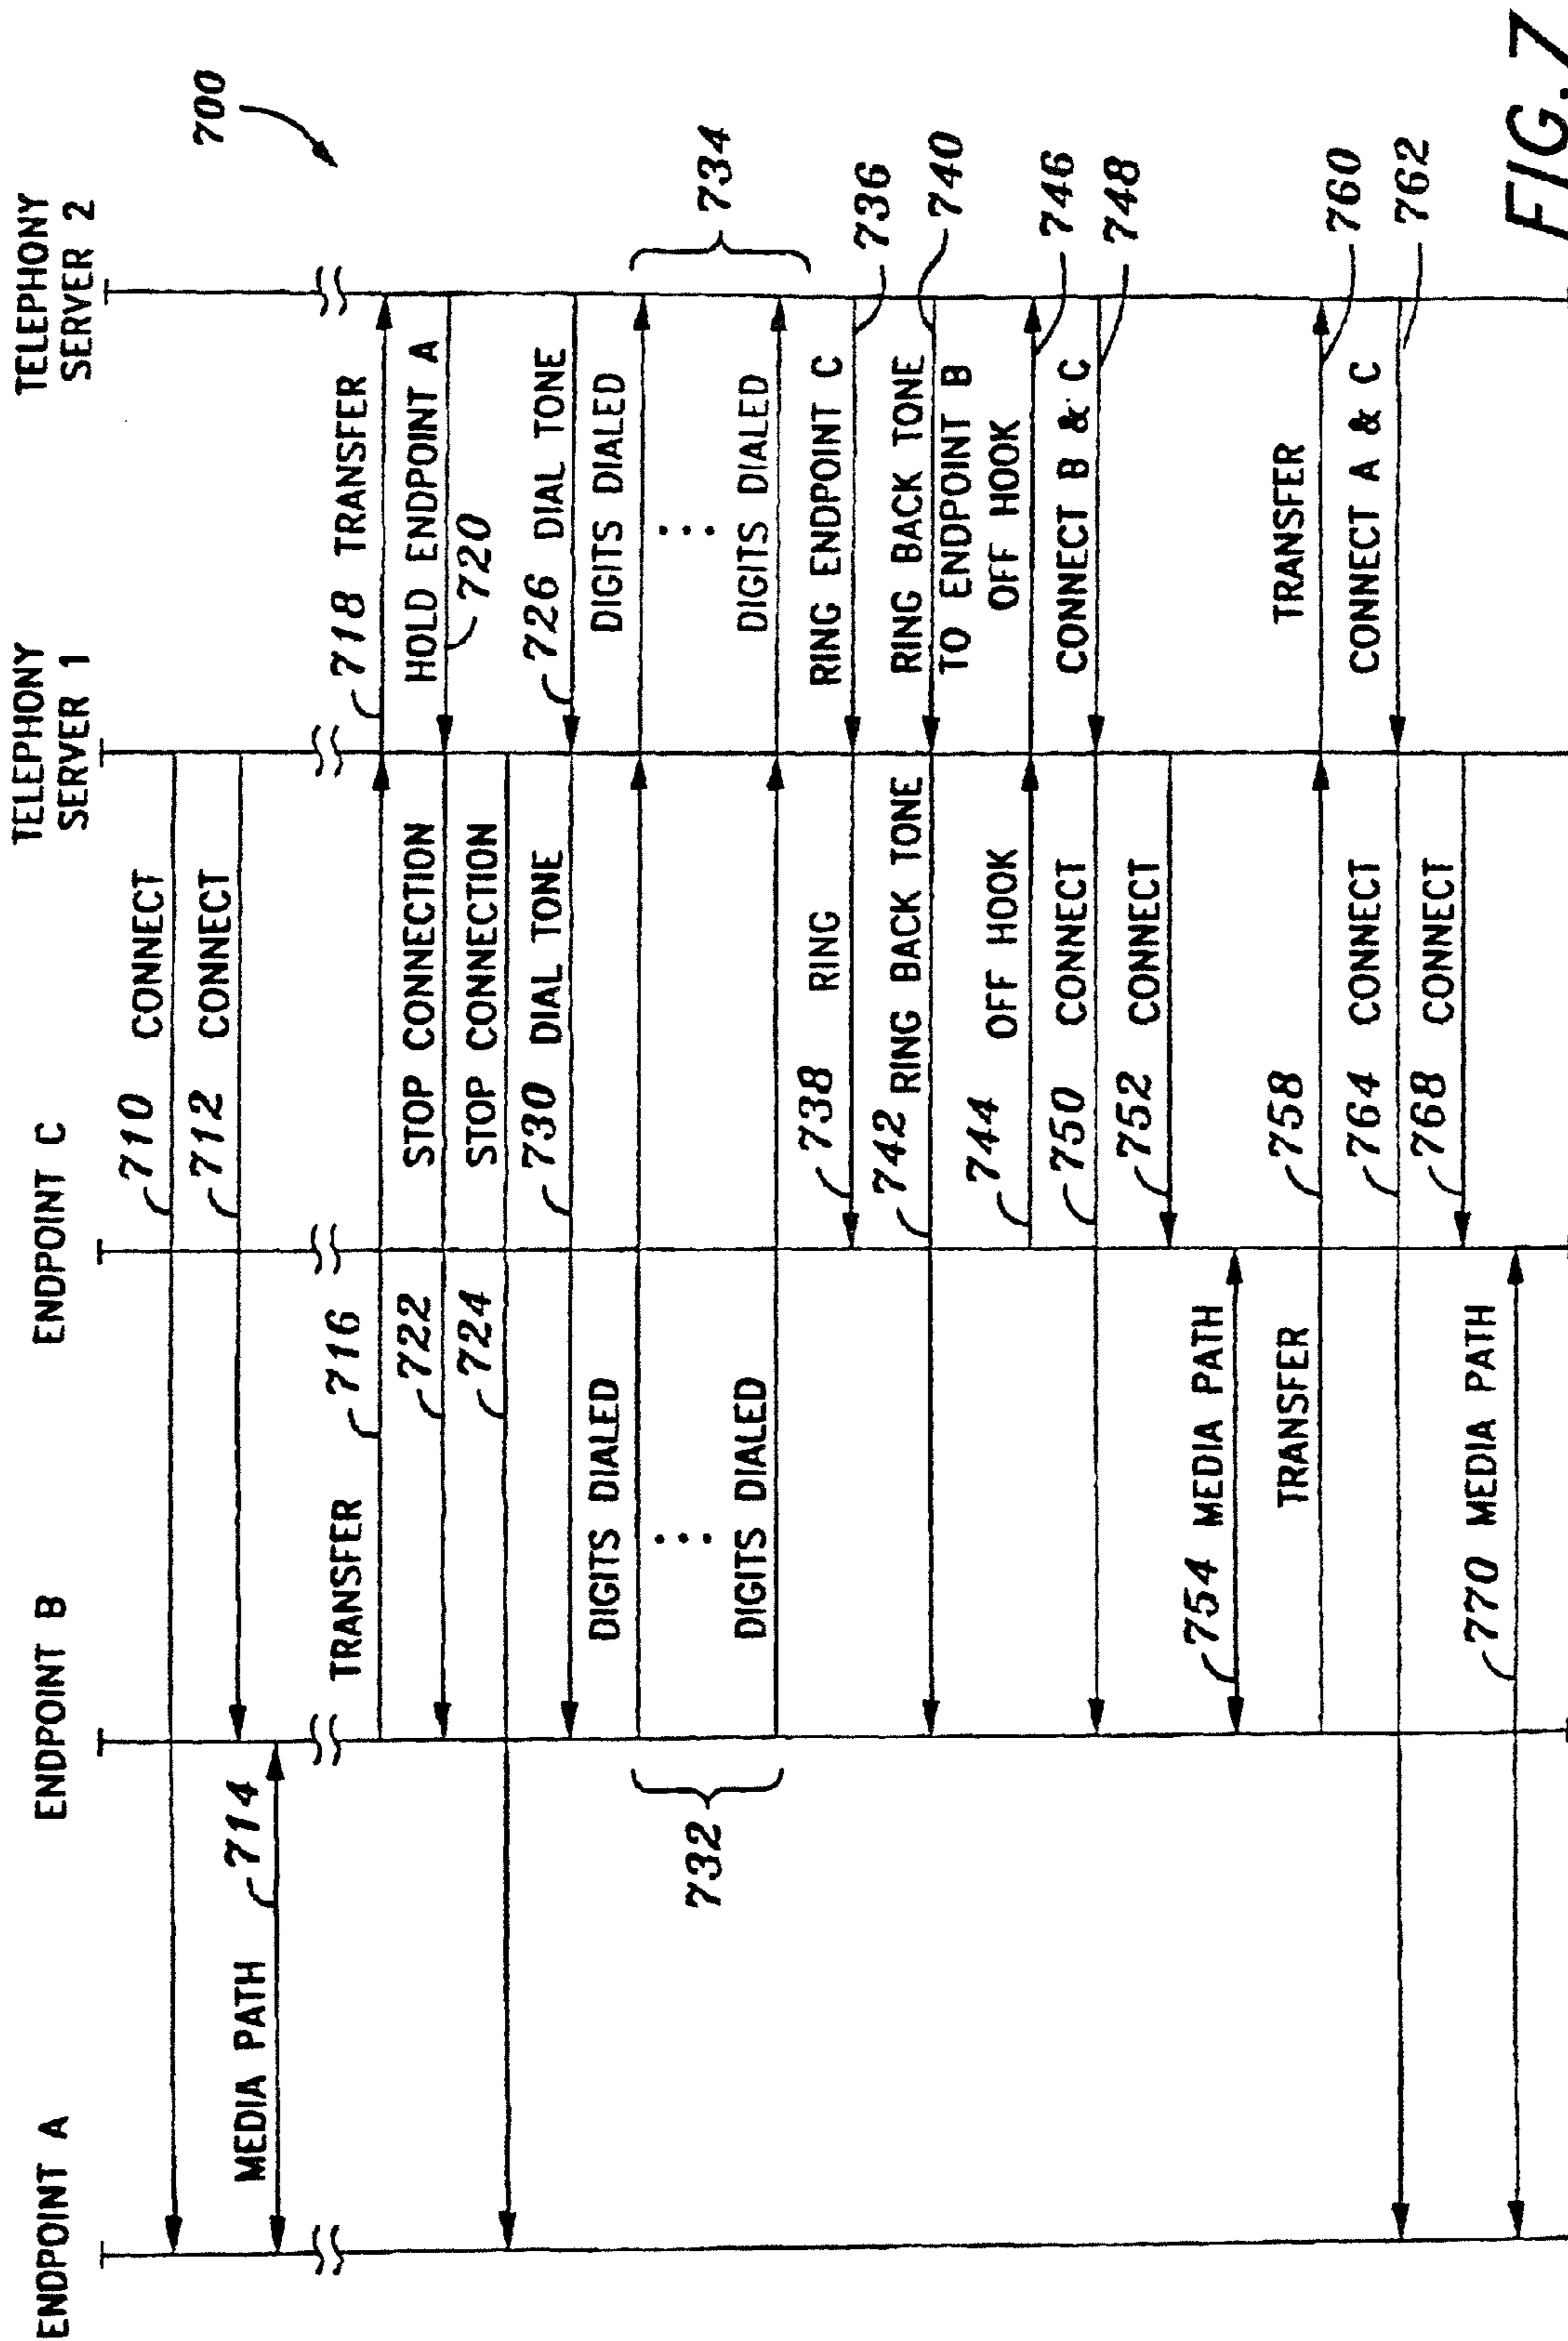 ENDPOINT A
ENDPOINT B
ENDPOINT C
TELEPHONY
SERVER 1
TELEPHONY
SERVER 2
700
710 CONNECT
712 CONNECT
MEDIA PATH 714
TRANSFER 716
718 TRANSFER
722 STOP CONNECTION
HOLD ENDPOINT A
720
724 STOP CONNECTION
730 DIAL TONE
726 DIAL TONE
DIGITS DIALED
DIGITS DIALED
732
734
DIGITS DIALED
DIGITS DIALED
738 RING
RING ENDPOINT C
736
742 RING BACK TONE
RING BACK TONE
TO ENDPOINT B
740
744 OFF HOOK
OFF HOOK
746
750 CONNECT
CONNECT B & C
748
752 CONNECT
754 MEDIA PATH
TRANSFER
758
TRANSFER
760
764 CONNECT
CONNECT A & C
762
768 CONNECT
770 MEDIA PATH
FIG. 7